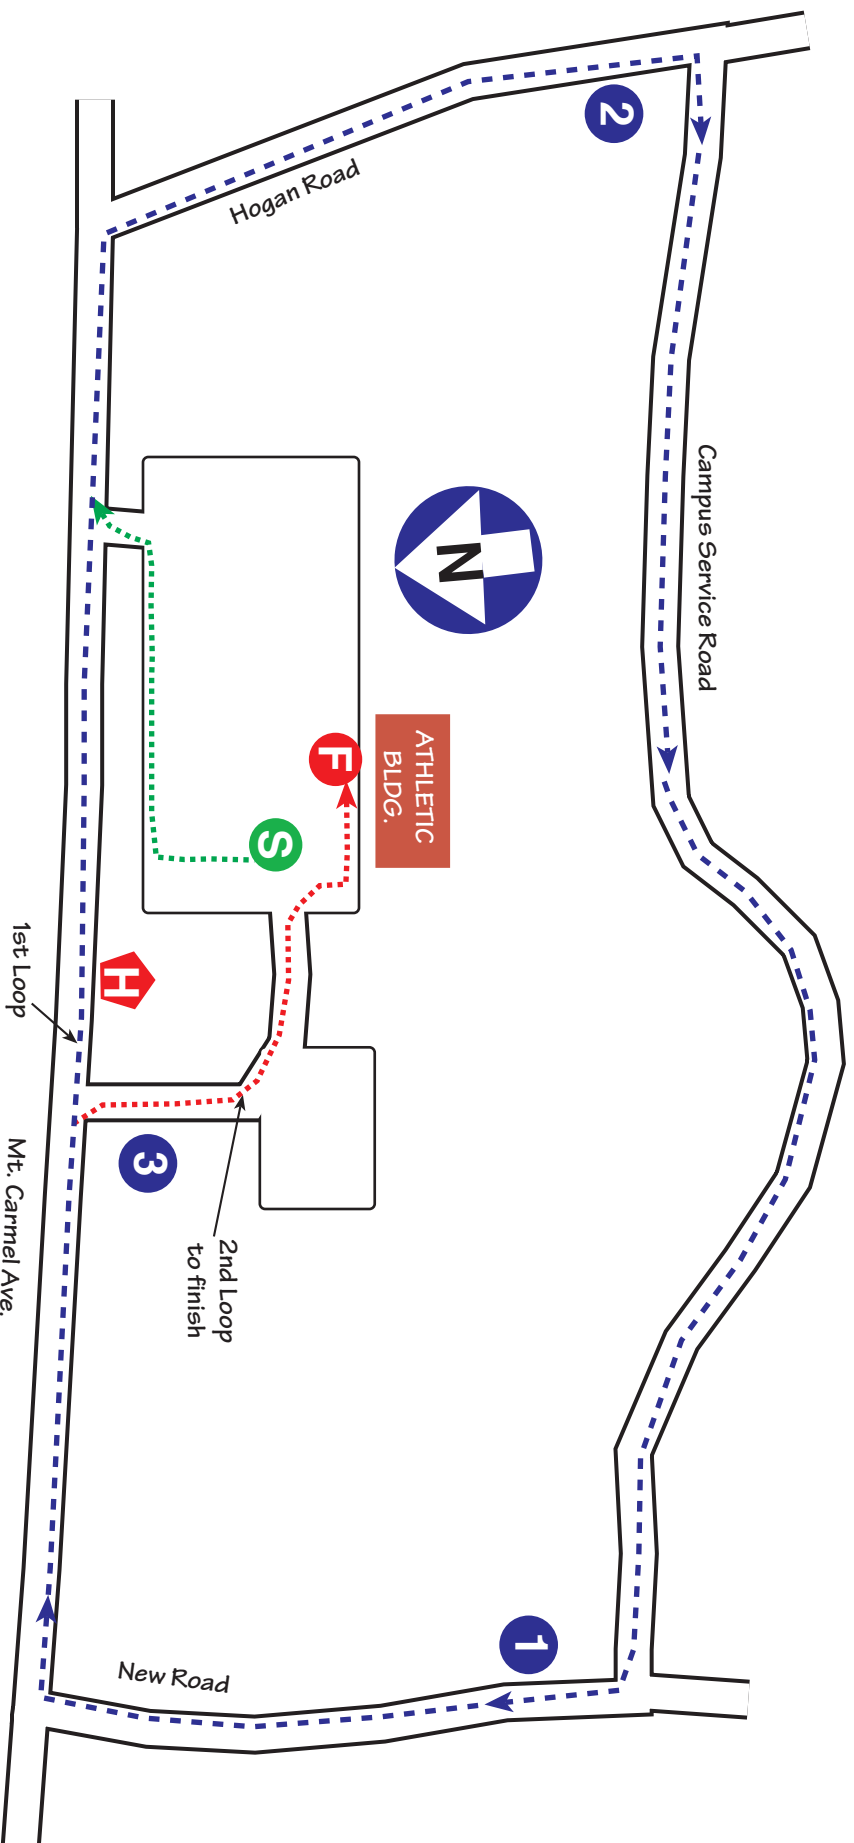 2
Hogan Road
Campus Service Road
N
ATHLETIC
BLDG.
F
S
H
1st Loop
3
2nd Loop
to finish
Mt. Carmel Ave.
1
New Road